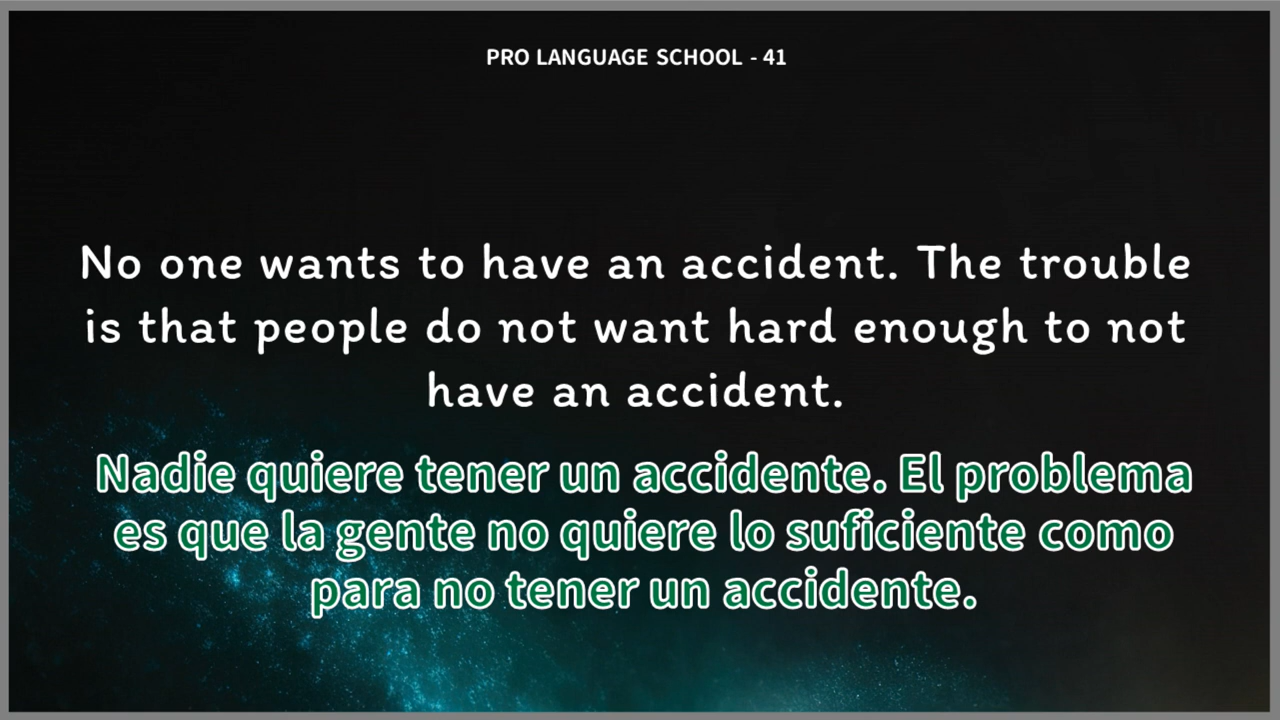 PRO LANGUAGE SCHOOL - 41
No one wants to have an accident. The trouble
is that people do not want hard enough to not
have an accident.
Nadie quiere tener un accidente. El problema
es que la gente no quiere lo suficiente como
para no tener un accidente.